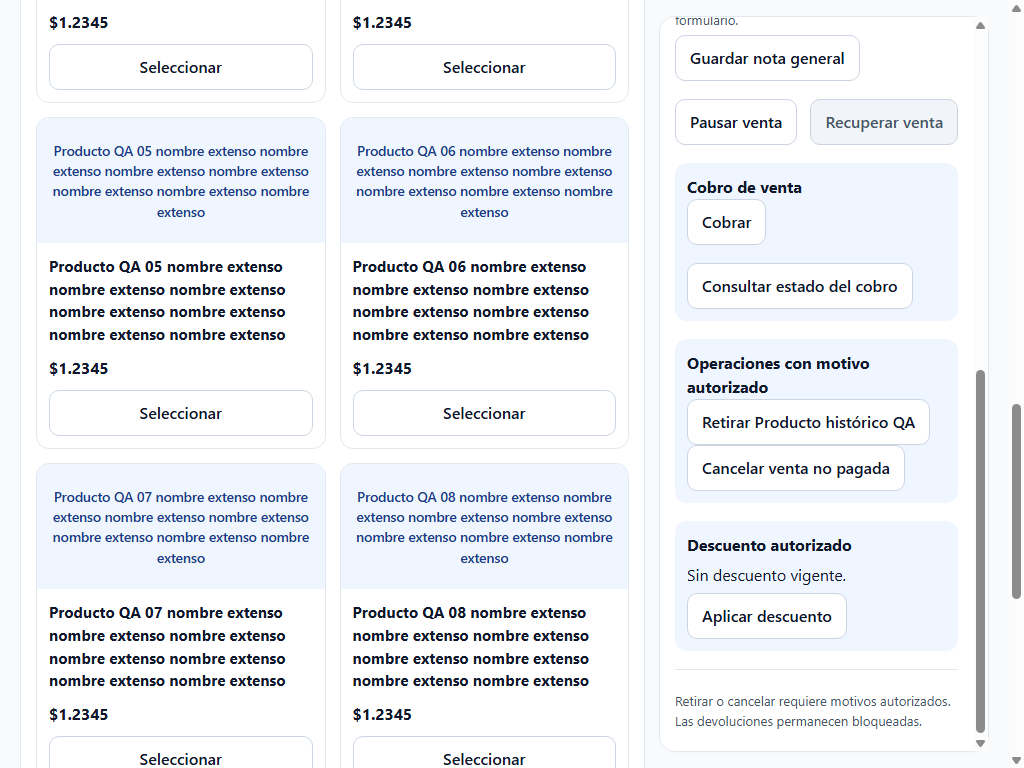 $1.2345
$1.2345
Seleccionar
Seleccionar
Producto QA 05 nombre extenso nombre
extenso nombre extenso nombre extenso
nombre extenso nombre extenso nombre
extenso
Producto QA 06 nombre extenso nombre
extenso nombre extenso nombre extenso
nombre extenso nombre extenso nombre
extenso
Producto QA 05 nombre extenso
nombre extenso nombre extenso
nombre extenso nombre extenso
nombre extenso nombre extenso
Producto QA 06 nombre extenso
nombre extenso nombre extenso
nombre extenso nombre extenso
nombre extenso nombre extenso
$1.2345
$1.2345
Seleccionar
Seleccionar
Producto QA 07 nombre extenso nombre
extenso nombre extenso nombre extenso
nombre extenso nombre extenso nombre
extenso
Producto QA 08 nombre extenso nombre
extenso nombre extenso nombre extenso
nombre extenso nombre extenso nombre
extenso
Producto QA 07 nombre extenso
nombre extenso nombre extenso
nombre extenso nombre extenso
nombre extenso nombre extenso
Producto QA 08 nombre extenso
nombre extenso nombre extenso
nombre extenso nombre extenso
nombre extenso nombre extenso
$1.2345
$1.2345
Seleccionar
Seleccionar
formulario.
Guardar nota general
Pausar venta
Recuperar venta
Cobro de venta
Cobrar
Consultar estado del cobro
Operaciones con motivo
autorizado
Retirar Producto histórico QA
Cancelar venta no pagada
Descuento autorizado
Sin descuento vigente.
Aplicar descuento
Retirar o cancelar requiere motivos autorizados.
Las devoluciones permanecen bloqueadas.